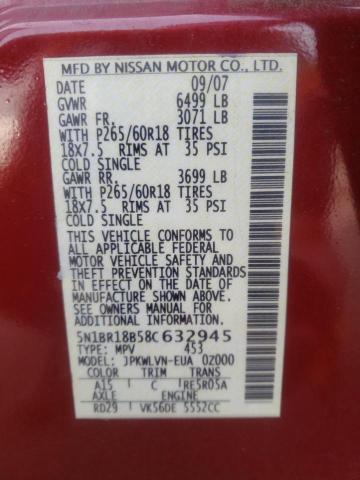 MFD BY NISSAN MOTOR CO., LTD.
DATE 09/07
GVWR 6499 LB
GAWR FR. 3071 LB
WITH P265/60R18 TIRES
18X7.5 RIMS AT 35 PSI
COLD SINGLE
GAWR RR. 3699 LB
WITH P265/60R18 TIRES
18X7.5 RIMS AT 35 PSI
COLD SINGLE
THIS VEHICLE CONFORMS TO
ALL APPLICABLE FEDERAL
MOTOR VEHICLE SAFETY AND
THEFT PREVENTION STANDARDS
IN EFFECT ON THE DATE OF
MANUFACTURE SHOWN ABOVE.
SEE OWNERS MANUAL FOR
ADDITIONAL INFORMATION.
5N1BR18B58C 632945
TYPE: MPV 453
MODEL: JPKWLVN-EUA 0Z000
COLOR TRIM TRANS
A15 C RE5R05A
AXLE ENGINE
RD29 VK56DE 5552CC